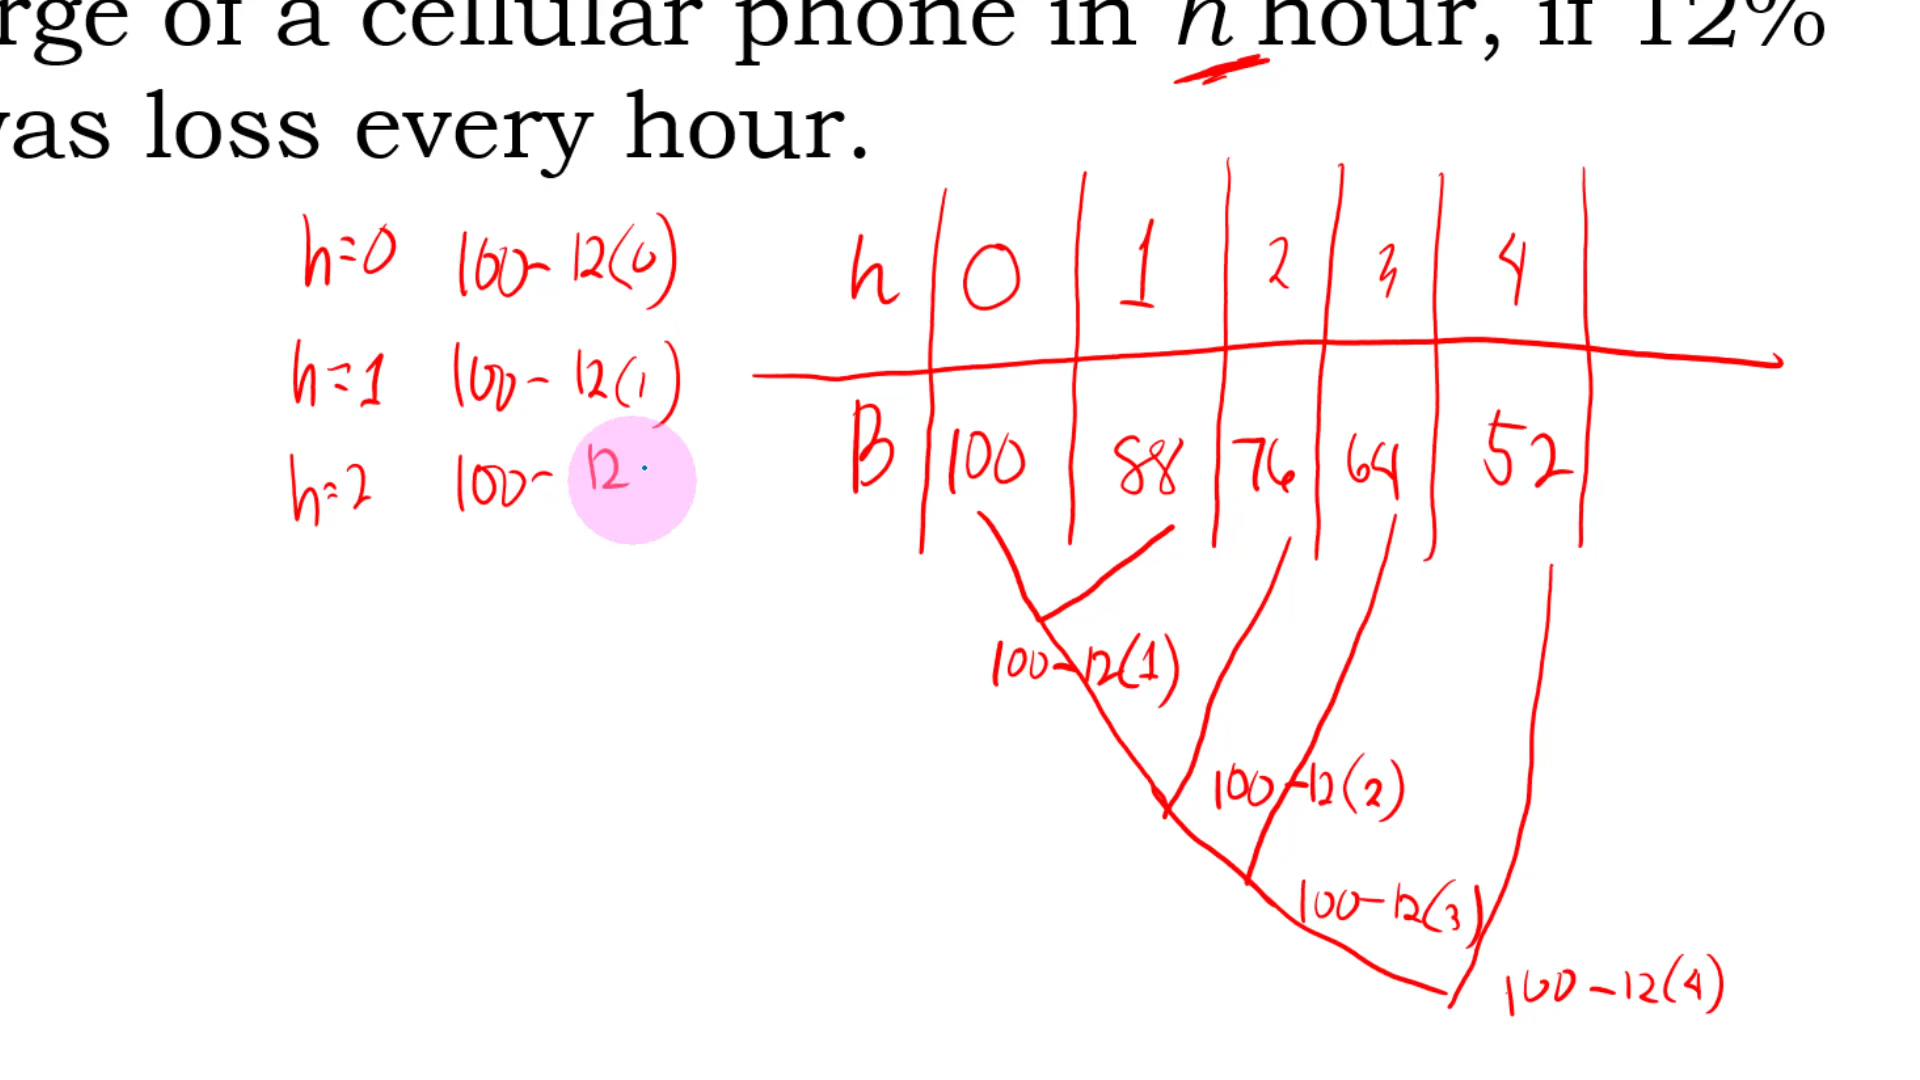 rge of a cellular phone in h hour, if 12%
was loss every hour.
h=0 100-12(0)
h=1 100-12(1)
h=2 100-12
h 0 1 2 3 4
B 100 88 76 64 52
100-12(1)
100-12(2)
100-12(3)
100-12(4)